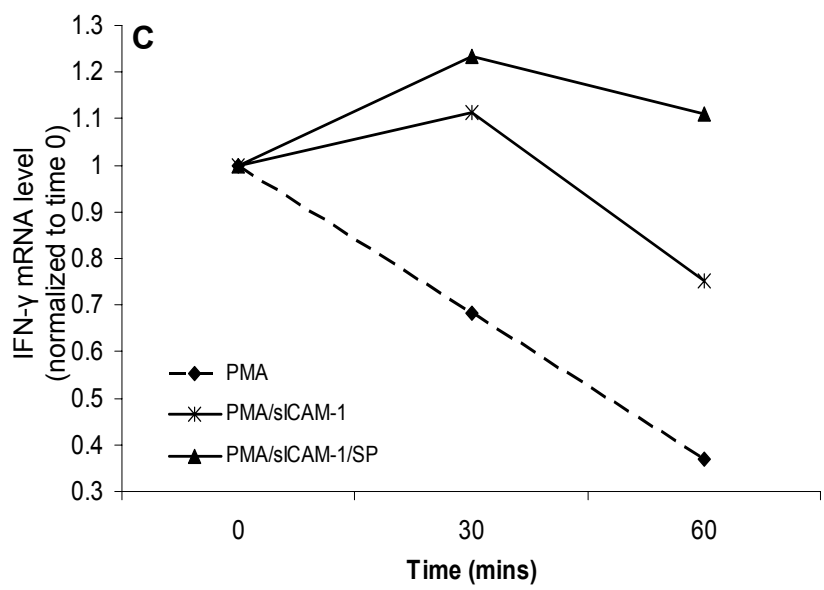 C
IFN-γ mRNA level
(normalized to time 0)
1.3
1.2
1.1
1
0.9
0.8
0.7
0.6
0.5
0.4
0.3
PMA
PMA/sICAM-1
PMA/sICAM-1/SP
0 30 60
Time (mins)